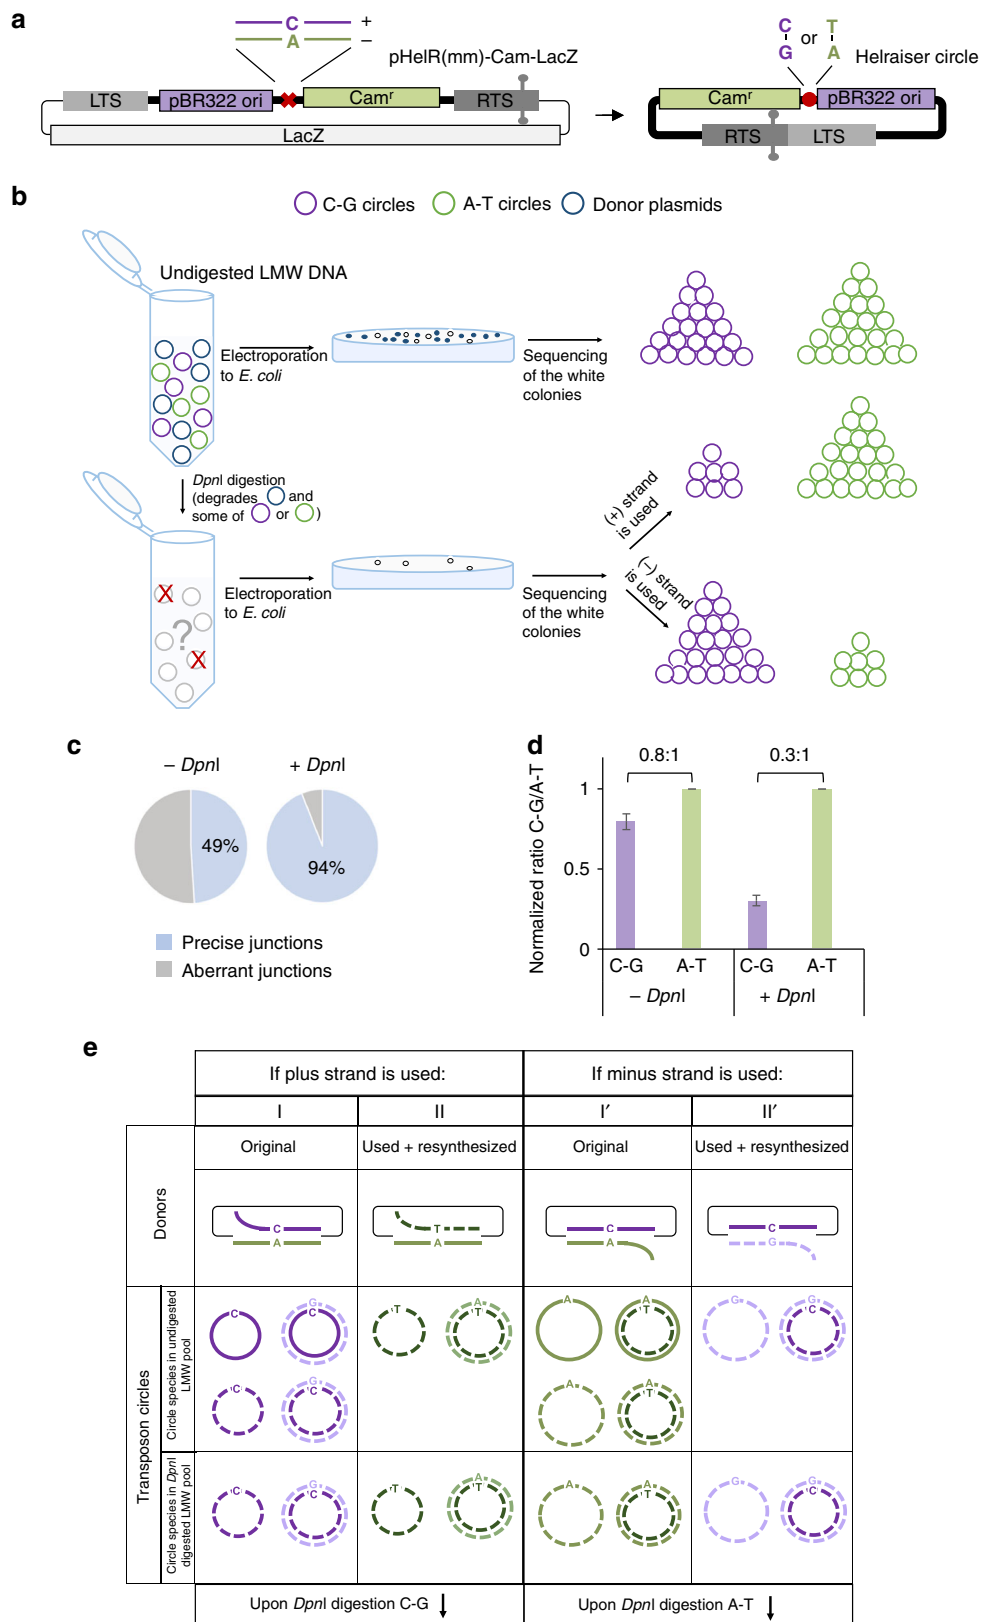 a
C
A
+
–
pHelR(mm)-Cam-LacZ
LTS
pBR322 ori
Camʳ
RTS
LacZ
C
G
or
T
A
Helraiser circle
Camʳ
pBR322 ori
RTS
LTS
b
C-G circles
A-T circles
Donor plasmids
Undigested LMW DNA
Electroporation
to E. coli
Sequencing
of the white
colonies
DpnI digestion
(degrades and
some of or )
?
X
X
Electroporation
to E. coli
Sequencing
of the white
colonies
(+) strand
is used
(–) strand
is used
c
– DpnI
+ DpnI
49%
94%
Precise junctions
Aberrant junctions
d
Normalized ratio C-G/A-T
0.8:1
0.3:1
1
0.5
0
C-G
A-T
C-G
A-T
– DpnI
+ DpnI
e
If plus strand is used:
If minus strand is used:
I
II
I′
II′
Original
Used + resynthesized
Original
Used + resynthesized
Donors
C
A
T
A
C
A
C
G
Transposon circles
Circle species in undigested
LMW pool
C
G
C
T
A
T
A
A
T
G
G
C
C
G
C
A
A
T
Circle species in DpnI
digested LMW pool
C
G
C
T
A
T
A
A
T
G
G
C
Upon DpnI digestion C-G
Upon DpnI digestion A-T